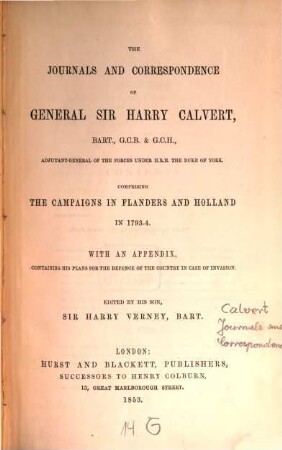 THE
JOURNALS AND CORRESPONDENCE
OF
GENERAL SIR HARRY CALVERT,
BART., G.C.B. & G.C.H.,
ADJUTANT-GENERAL OF THE FORCES UNDER H.R.H. THE DUKE OF YORK.
COMPRISING
THE CAMPAIGNS IN FLANDERS AND HOLLAND
IN 1793-4.
WITH AN APPENDIX,
CONTAINING HIS PLANS FOR THE DEFENCE OF THE COUNTRY IN CASE OF INVASION.
EDITED BY HIS SON,
SIR HARRY VERNEY, BART.
Calvert
Journals and
Correspondence
LONDON:
HURST AND BLACKETT, PUBLISHERS,
SUCCESSORS TO HENRY COLBURN,
13, GREAT MARLBOROUGH STREET.
1853.
14 G